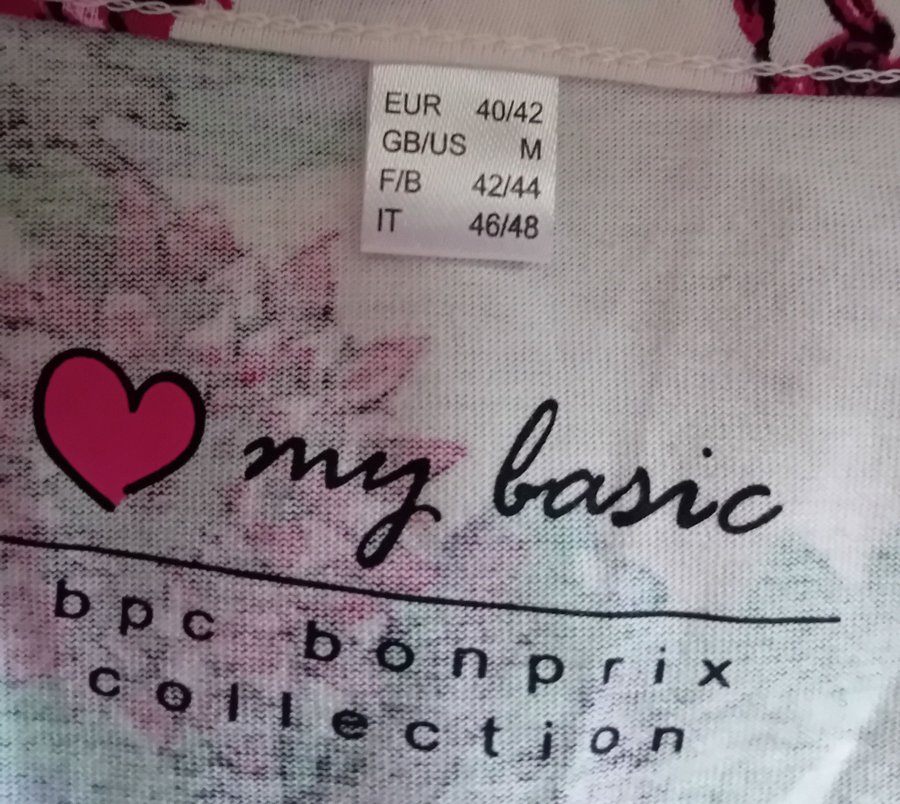 EUR 40/42
GB/US M
F/B 42/44
IT 46/48
my basic
bpc bonprix
collection